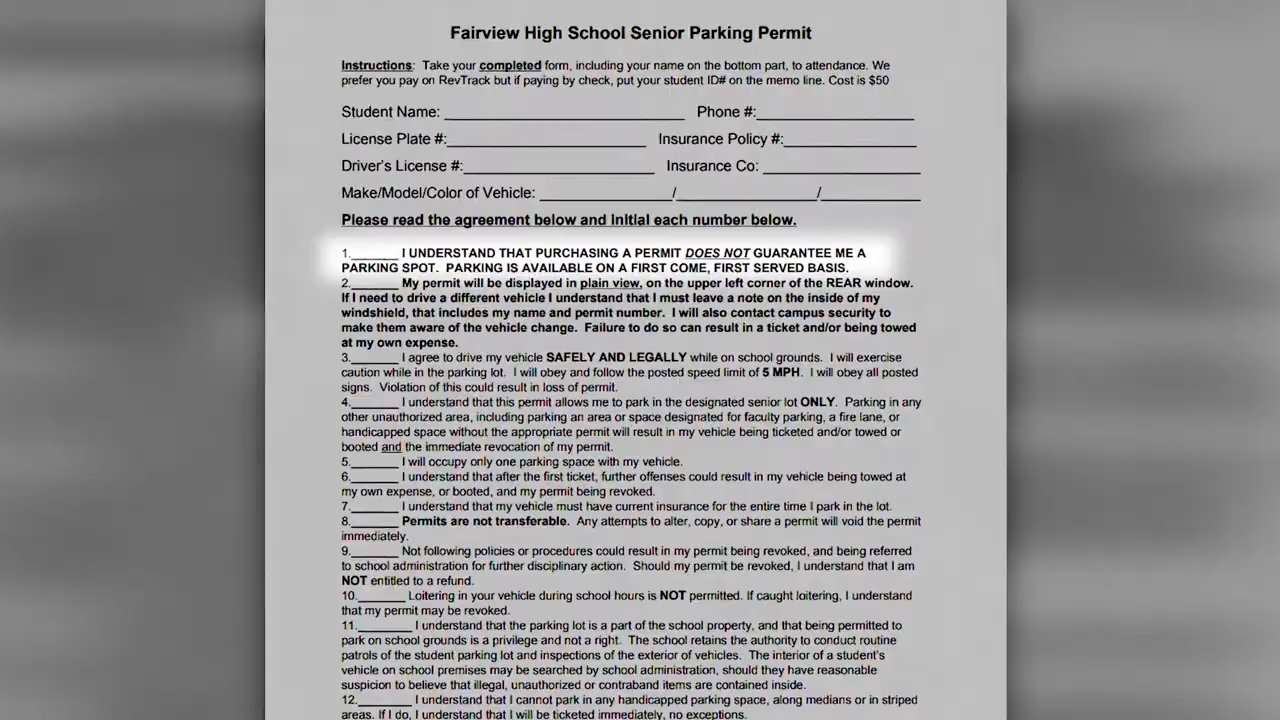 Fairview High School Senior Parking Permit
Instructions: Take your completed form, including your name on the bottom part, to attendance. We
prefer you pay on RevTrack but if paying by check, put your student ID# on the memo line. Cost is $50
Student Name: ____________________________ Phone #:___________________
License Plate #:________________________ Insurance Policy #:________________
Driver's License #:_______________________ Insurance Co: ___________________
Make/Model/Color of Vehicle: ________________/_________________/____________
Please read the agreement below and initial each number below.
1.______ I UNDERSTAND THAT PURCHASING A PERMIT DOES NOT GUARANTEE ME A
PARKING SPOT. PARKING IS AVAILABLE ON A FIRST COME, FIRST SERVED BASIS.
2.______ My permit will be displayed in plain view, on the upper left corner of the REAR window.
If I need to drive a different vehicle I understand that I must leave a note on the inside of my
windshield, that includes my name and permit number. I will also contact campus security to
make them aware of the vehicle change. Failure to do so can result in a ticket and/or being towed
at my own expense.
3.______ I agree to drive my vehicle SAFELY AND LEGALLY while on school grounds. I will exercise
caution while in the parking lot. I will obey and follow the posted speed limit of 5 MPH. I will obey all posted
signs. Violation of this could result in loss of permit.
4.______ I understand that this permit allows me to park in the designated senior lot ONLY. Parking in any
other unauthorized area, including parking an area or space designated for faculty parking, a fire lane, or
handicapped space without the appropriate permit will result in my vehicle being ticketed and/or towed or
booted and the immediate revocation of my permit.
5.______ I will occupy only one parking space with my vehicle.
6.______ I understand that after the first ticket, further offenses could result in my vehicle being towed at
my own expense, or booted, and my permit being revoked.
7.______ I understand that my vehicle must have current insurance for the entire time I park in the lot.
8.______ Permits are not transferable. Any attempts to alter, copy, or share a permit will void the permit
immediately.
9.______ Not following policies or procedures could result in my permit being revoked, and being referred
to school administration for further disciplinary action. Should my permit be revoked, I understand that I am
NOT entitled to a refund.
10.______ Loitering in your vehicle during school hours is NOT permitted. If caught loitering, I understand
that my permit may be revoked.
11.______ I understand that the parking lot is a part of the school property, and that being permitted to
park on school grounds is a privilege and not a right. The school retains the authority to conduct routine
patrols of the student parking lot and inspections of the exterior of vehicles. The interior of a student's
vehicle on school premises may be searched by school administration, should they have reasonable
suspicion to believe that illegal, unauthorized or contraband items are contained inside.
12.______ I understand that I cannot park in any handicapped parking space, along medians or in striped
areas. If I do, I understand that I will be ticketed immediately, no exceptions.